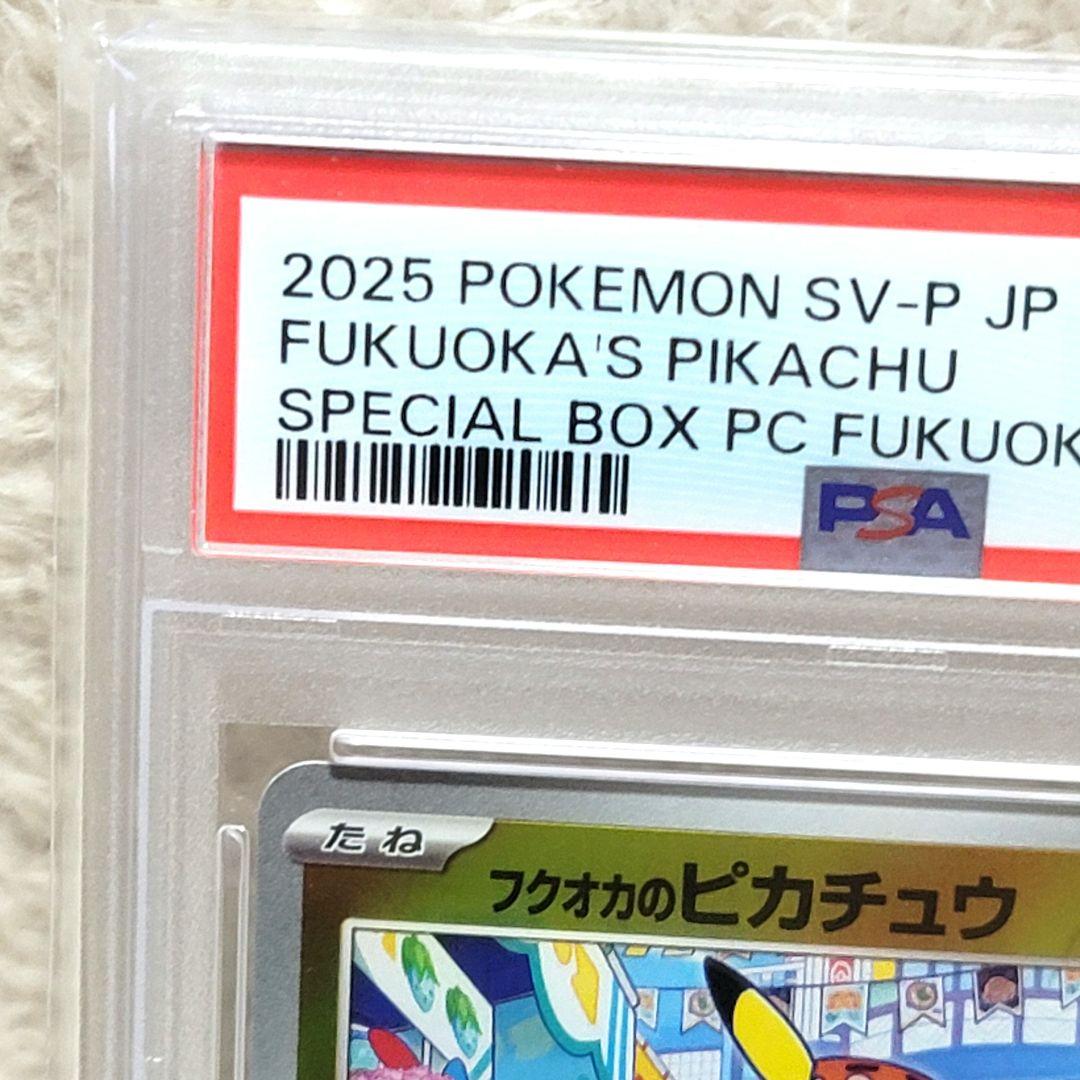 2025 POKEMON SV-P JP
FUKUOKA'S PIKACHU
SPECIAL BOX PC FUKUOK
PSA
たね
フクオカのピカチュウ